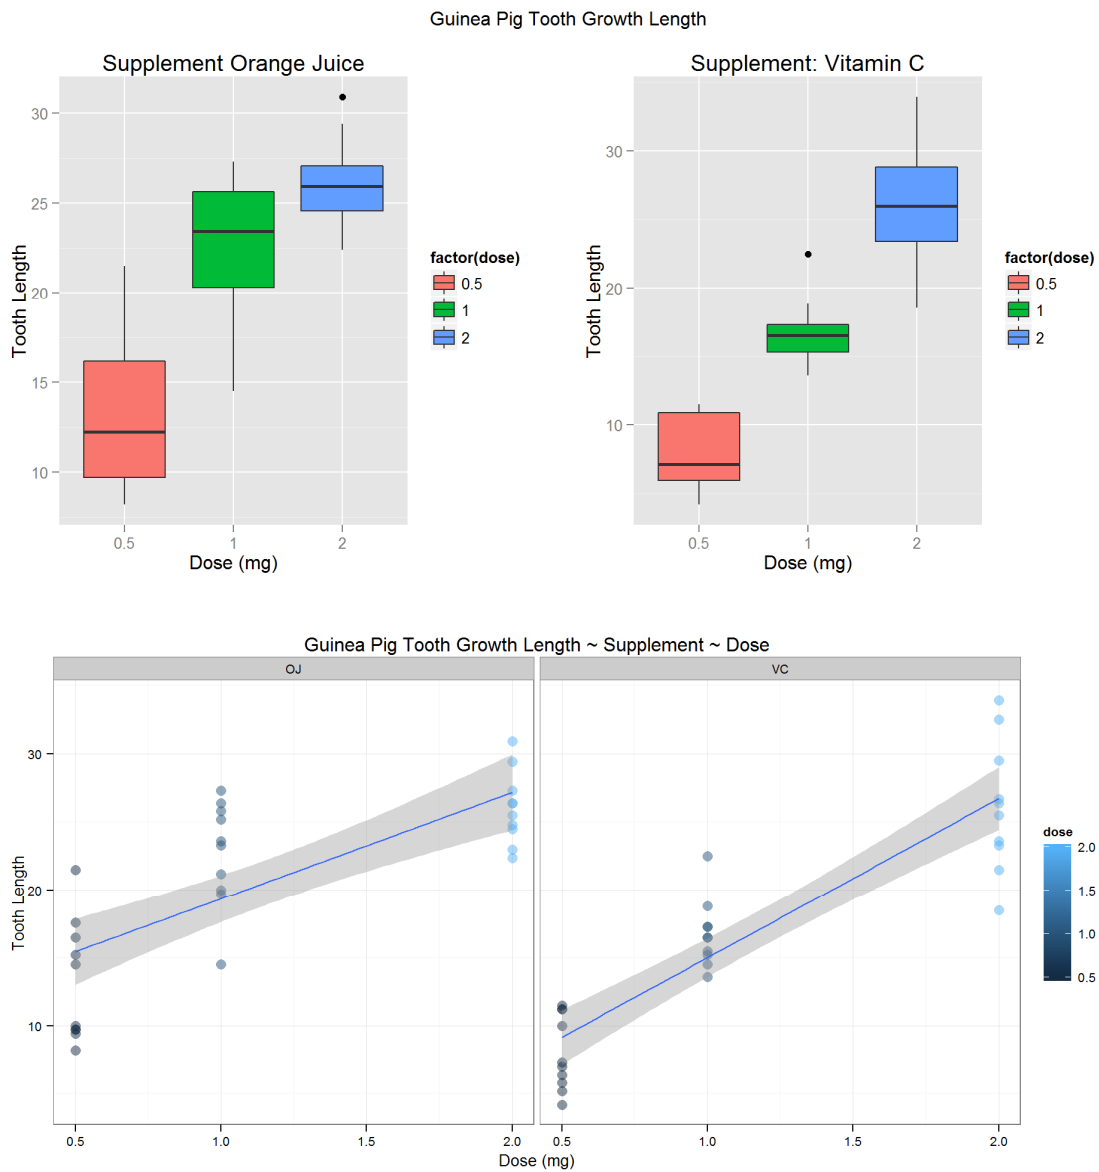 Guinea Pig Tooth Growth Length
Supplement Orange Juice
Tooth Length
30
25
20
15
10
0.5 1 2
Dose (mg)
factor(dose)
0.5
1
2
Supplement: Vitamin C
Tooth Length
30
20
10
0.5 1 2
Dose (mg)
factor(dose)
0.5
1
2
Guinea Pig Tooth Growth Length ~ Supplement ~ Dose
OJ VC
Tooth Length
30
20
10
0.5 1.0 1.5 2.0 0.5 1.0 1.5 2.0
Dose (mg)
dose
2.0
1.5
1.0
0.5